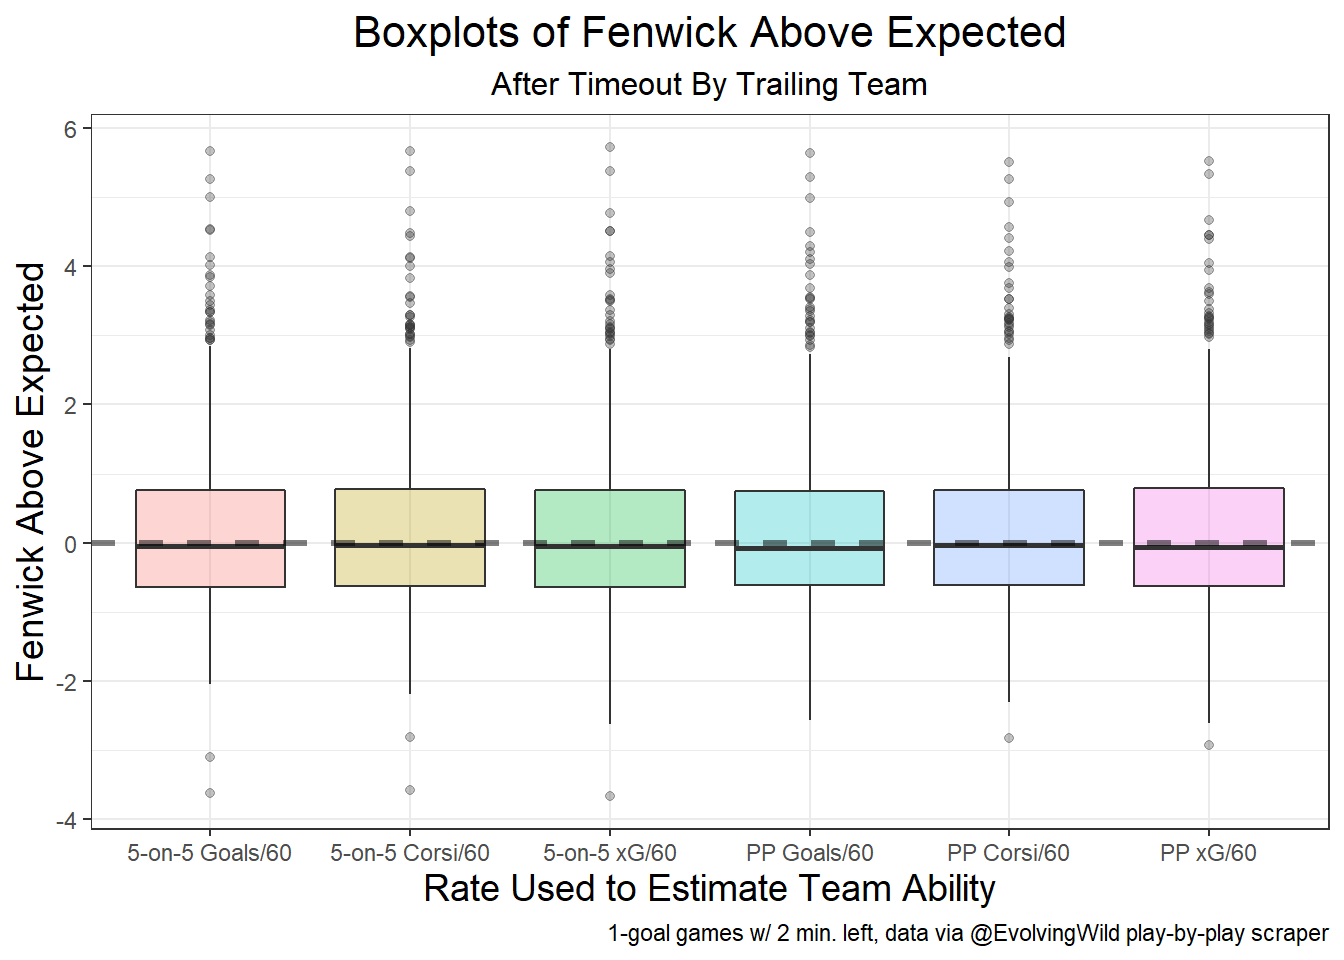 Boxplots of Fenwick Above Expected
After Timeout By Trailing Team
Fenwick Above Expected
6
4
2
0
-2
-4
5-on-5 Goals/60 5-on-5 Corsi/60 5-on-5 xG/60 PP Goals/60 PP Corsi/60 PP xG/60
Rate Used to Estimate Team Ability
1-goal games w/ 2 min. left, data via @EvolvingWild play-by-play scraper